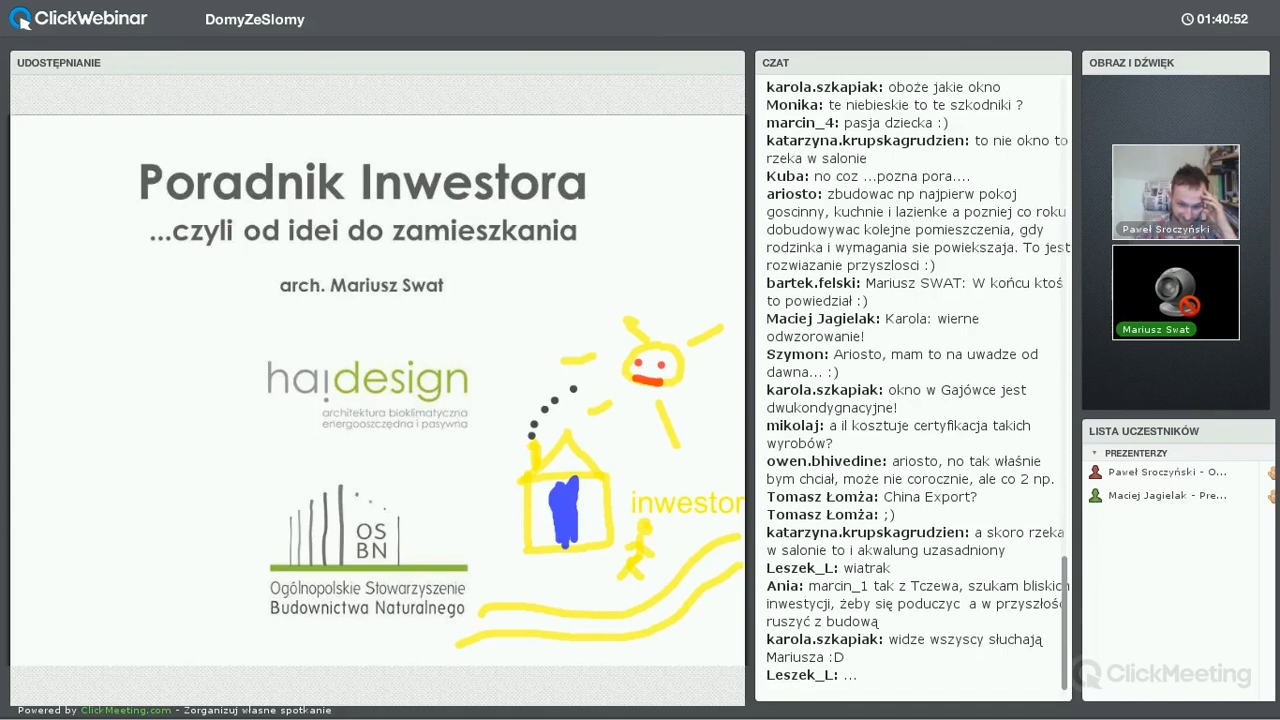 ClickWebinar
DomyZeSlomy
01:40:52
UDOSTĘPNIANIE
Poradnik Inwestora
...czyli od idei do zamieszkania
arch. Mariusz Swat
haidesign
architektura bioklimatyczna
energooszczędna i pasywna
OS
BN
Ogólnopolskie Stowarzyszenie
Budownictwa Naturalnego
inwestor
CZAT
karola.szkapiak: oboże jakie okno
Monika: te niebieskie to te szkodniki ?
marcin_4: pasja dziecka :)
katarzyna.krupskagrudzien: to nie okno to
rzeka w salonie
Kuba: no coz ...pozna pora....
ariosto: zbudowac np najpierw pokoj
goscinny, kuchnie i lazienke a pozniej co roku
dobudowywac kolejne pomieszczenia, gdy
rodzinka i wymagania sie powiekszaja. To jest
rozwiazanie przyszlosci :)
bartek.felski: Mariusz SWAT: W końcu ktoś
to powiedział :)
Maciej Jagielak: Karola: wierne
odwzorowanie!
Szymon: Ariosto, mam to na uwadze od
dawna... :)
karola.szkapiak: okno w Gajówce jest
dwukondygnacyjne!
mikolaj: a il kosztuje certyfikacja takich
wyrobów?
owen.bhivedine: ariosto, no tak właśnie
bym chciał, może nie corocznie, ale co 2 np.
Tomasz Łomża: China Export?
Tomasz Łomża: ;)
katarzyna.krupskagrudzien: a skoro rzeka
w salonie to i akwalung uzasadniony
Leszek_L: wiatrak
Ania: marcin_1 tak z Tczewa, szukam bliskich
inwestycji, żeby się poduczyc a w przyszłośc
ruszyć z budową
karola.szkapiak: widze wszyscy słuchają
Mariusza :D
Leszek_L: ...
OBRAZ I DŹWIĘK
Paweł Sroczyński
Mariusz Swat
LISTA UCZESTNIKÓW
PREZENTERZY
Paweł Sroczyński - O...
Maciej Jagielak - Pre...
ClickMeeting
Powered by ClickMeeting.com - Zorganizuj własne spotkanie